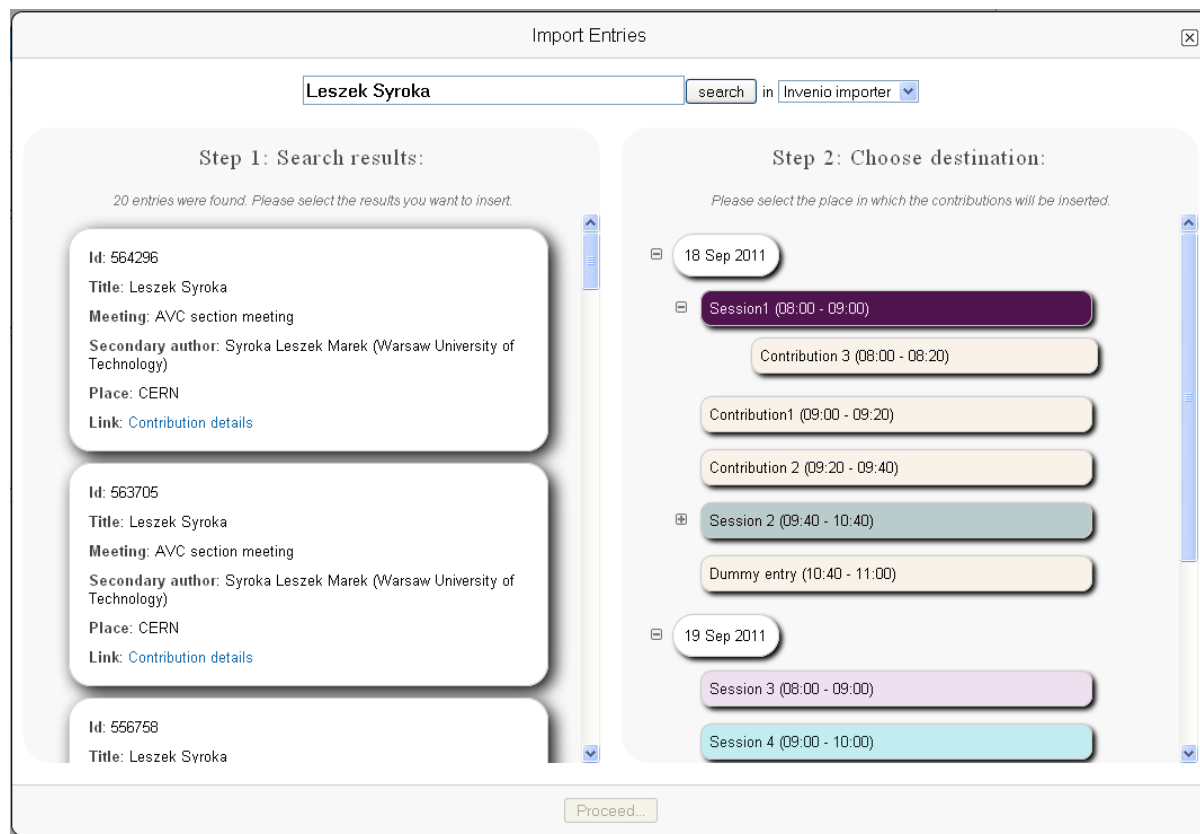 Import Entries
Leszek Syroka
search in Invenio importer
Step 1: Search results:
20 entries were found. Please select the results you want to insert.
Id: 564296
Title: Leszek Syroka
Meeting: AVC section meeting
Secondary author: Syroka Leszek Marek (Warsaw University of
Technology)
Place: CERN
Link: Contribution details
Id: 563705
Title: Leszek Syroka
Meeting: AVC section meeting
Secondary author: Syroka Leszek Marek (Warsaw University of
Technology)
Place: CERN
Link: Contribution details
Id: 556758
Title: Leszek Syroka
Step 2: Choose destination:
Please select the place in which the contributions will be inserted.
18 Sep 2011
Session1 (08:00 - 09:00)
Contribution 3 (08:00 - 08:20)
Contribution1 (09:00 - 09:20)
Contribution 2 (09:20 - 09:40)
Session 2 (09:40 - 10:40)
Dummy entry (10:40 - 11:00)
19 Sep 2011
Session 3 (08:00 - 09:00)
Session 4 (09:00 - 10:00)
Proceed...